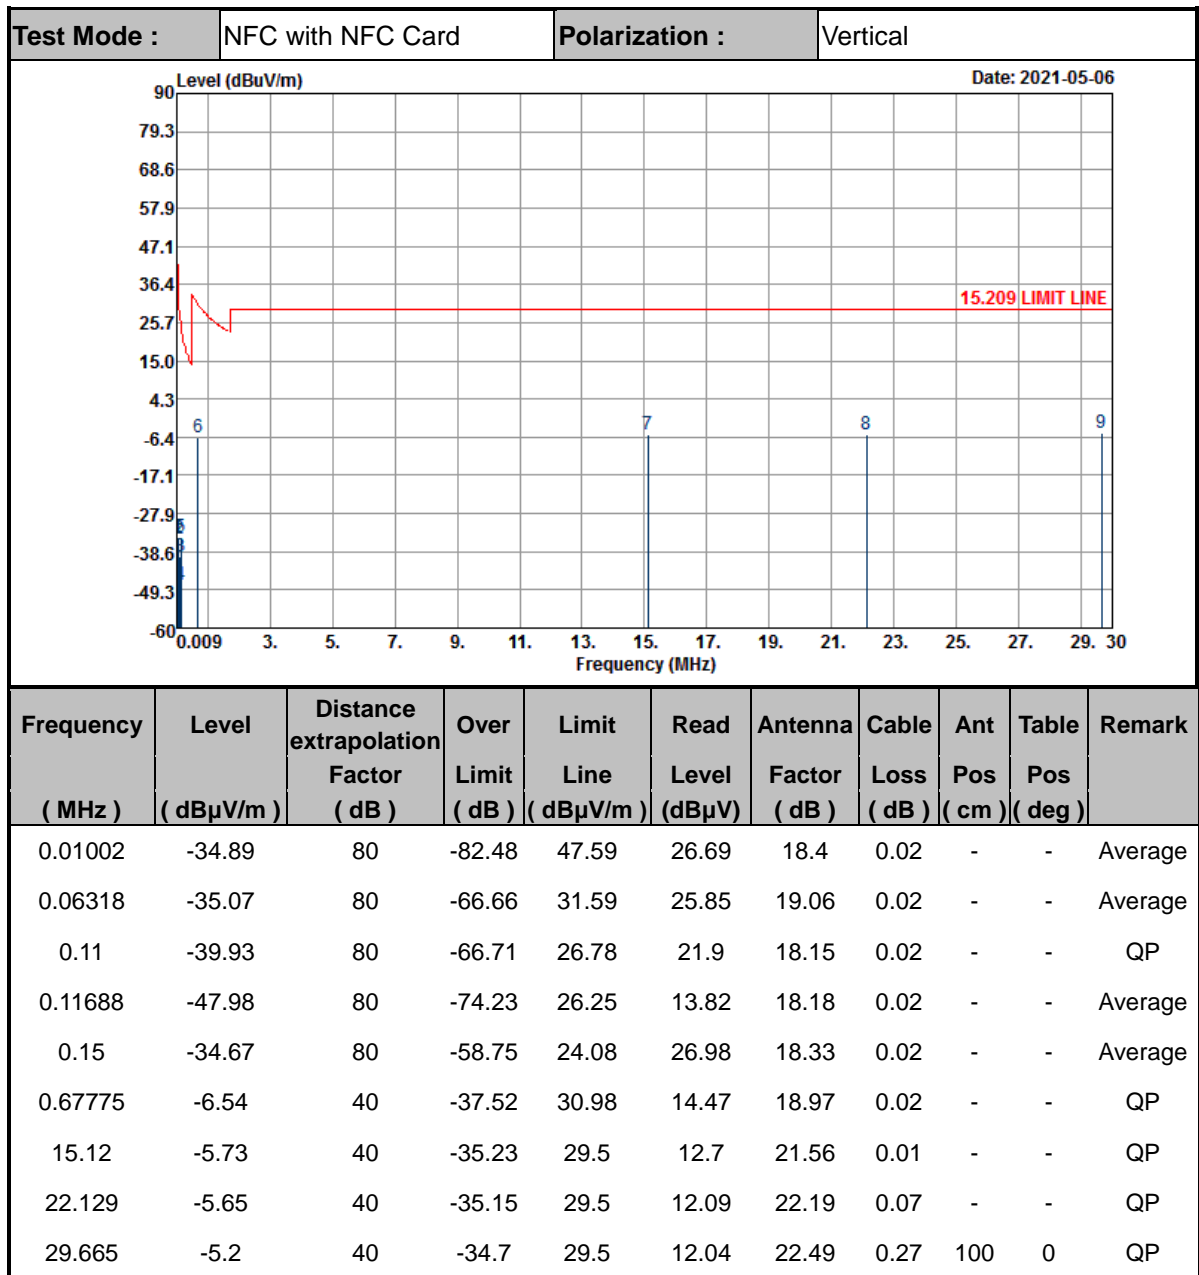 Test Mode : NFC with NFC Card Polarization : Vertical
Level (dBuV/m) Date: 2021-05-06
90
79.3
68.6
57.9
47.1
36.4
15.209 LIMIT LINE
25.7
15.0
4.3
6 7 8 9
-6.4
-17.1
-27.9
-38.6
-49.3
-60
0.009 3. 5. 7. 9. 11. 13. 15. 17. 19. 21. 23. 25. 27. 29. 30
Frequency (MHz)
Frequency Level Distance extrapolation Factor Over Limit Limit Line Read Level Antenna Factor Cable Loss Ant Pos Table Pos Remark
( MHz ) ( dBµV/m ) ( dB ) ( dB ) ( dBµV/m ) (dBµV) ( dB ) ( dB ) ( cm ) ( deg )
0.01002 -34.89 80 -82.48 47.59 26.69 18.4 0.02 - - Average
0.06318 -35.07 80 -66.66 31.59 25.85 19.06 0.02 - - Average
0.11 -39.93 80 -66.71 26.78 21.9 18.15 0.02 - - QP
0.11688 -47.98 80 -74.23 26.25 13.82 18.18 0.02 - - Average
0.15 -34.67 80 -58.75 24.08 26.98 18.33 0.02 - - Average
0.67775 -6.54 40 -37.52 30.98 14.47 18.97 0.02 - - QP
15.12 -5.73 40 -35.23 29.5 12.7 21.56 0.01 - - QP
22.129 -5.65 40 -35.15 29.5 12.09 22.19 0.07 - - QP
29.665 -5.2 40 -34.7 29.5 12.04 22.49 0.27 100 0 QP